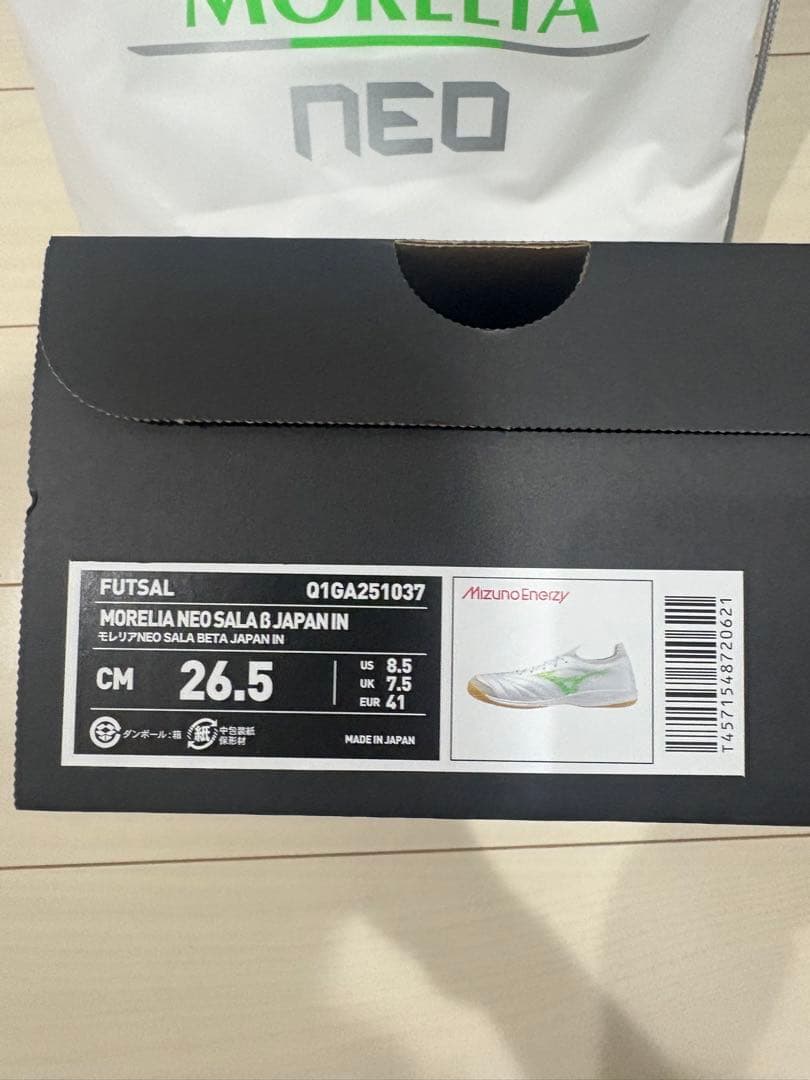 MORELIA
NEO
FUTSAL Q1GA251037
MORELIA NEO SALA β JAPAN IN
モレリアNEO SALA BETA JAPAN IN
CM 26.5
US 8.5
UK 7.5
EUR 41
ダンボール:箱
紙
中包装紙
保形材
MADE IN JAPAN
Mizuno Enerzy
T4571548720621